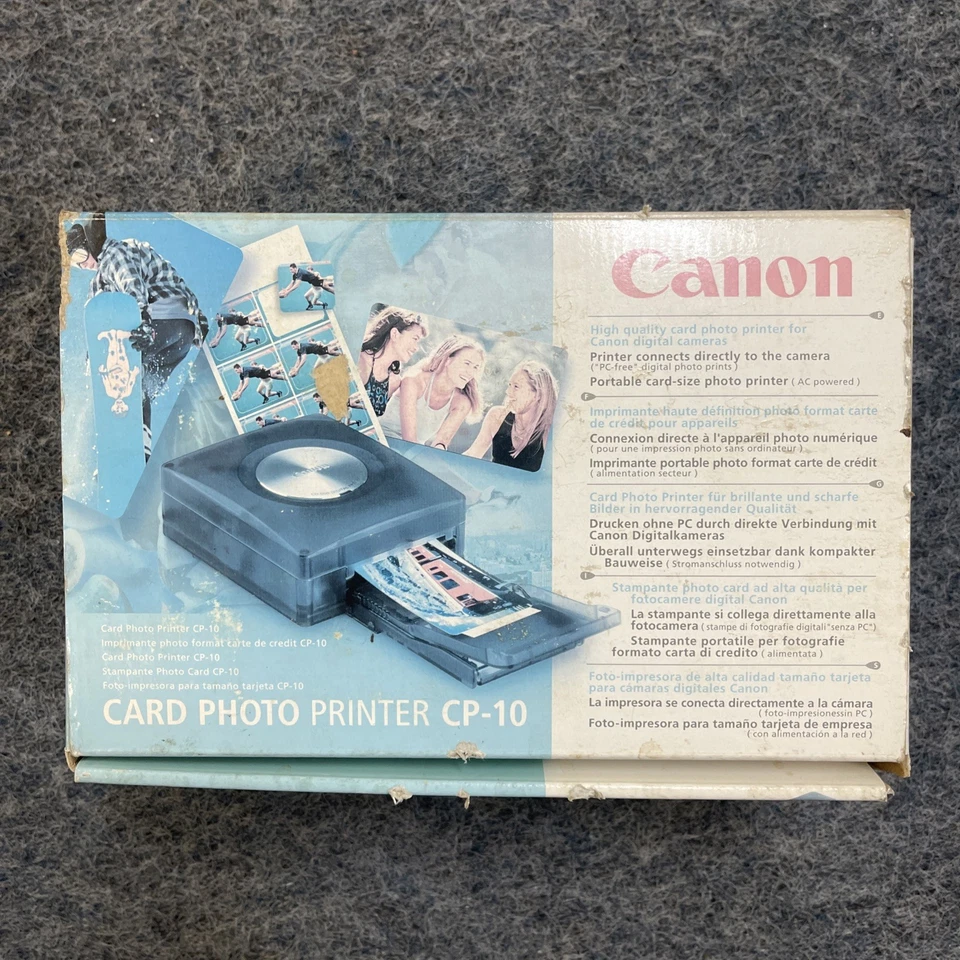 Canon
E
High quality card photo printer for
Canon digital cameras
Printer connects directly to the camera
("PC-free" digital photo prints )
Portable card-size photo printer ( AC powered )
F
Imprimante haute définition photo format carte
de crédit pour appareils
Connexion directe à l'appareil photo numérique
( pour une impression photo sans ordinateur )
Imprimante portable photo format carte de crédit
( alimentation secteur )
G
Card Photo Printer für brillante und scharfe
Bilder in hervorragender Qualität
Drucken ohne PC durch direkte Verbindung mit
Canon Digitalkameras
Überall unterwegs einsetzbar dank kompakter
Bauweise ( Stromanschluss notwendig )
I
Stampante photo card ad alta qualità per
fotocamere digital Canon
La stampante si collega direttamente alla
fotocamera ( stampe di fotografie digitali"senza PC")
Stampante portatile per fotografie
formato carta di credito ( alimentata )
S
Foto-impresora de alta calidad tamaño tarjeta
para cámaras digitales Canon
La impresora se conecta directamente a la cámara
( foto-impresionessin PC )
Foto-impresora para tamaño tarjeta de empresa
( con alimentación a la red )
Card Photo Printer CP-10
Imprimante photo format carte de credit CP-10
Card Photo Printer CP-10
Stampante Photo Card CP-10
Foto-impresora para tamaño tarjeta CP-10
CARD PHOTO PRINTER CP-10